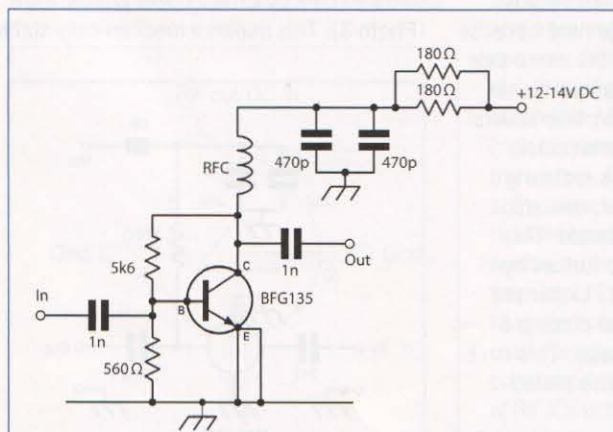 180Ω
180Ω
+12-14V DC
470p
470p
RFC
5k6
C
1n
Out
In
B
BFG135
E
1n
560Ω